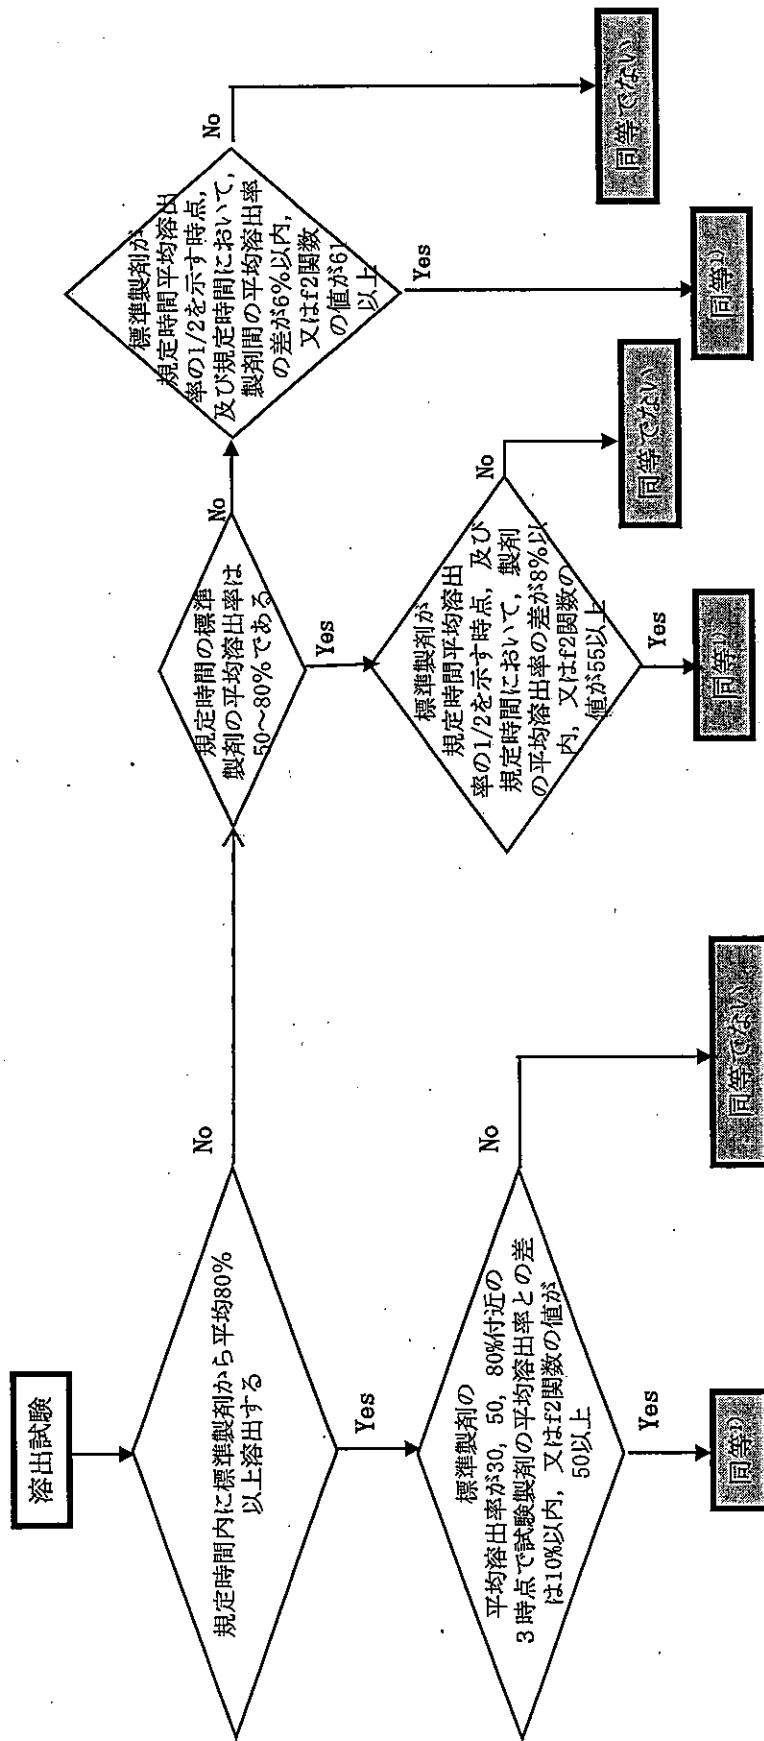 溶出試験
規定時間内に標準製剤から平均80%
以上溶出する
No
Yes
標準製剤の
平均溶出率が30, 50, 80%付近の
3時点で試験製剤の平均溶出率との差
は10%以内, 又はf2関数の値が
50以上
No
同等でない
Yes
同等1)
規定時間の標準
製剤の平均溶出率は
50～80%である
No
Yes
標準製剤が
規定時間平均溶出
率の1/2を示す時点, 及び
規定時間において, 製剤
の平均溶出率の差が8%以
内, 又はf2関数の
値が55以上
No
同等でない
Yes
同等1)
標準製剤が
規定時間平均溶出
率の1/2を示す時点,
及び規定時間において,
製剤間の平均溶出率
の差が6%以内,
又はf2関数
の値が61
以上
No
同等でない
Yes
同等1)